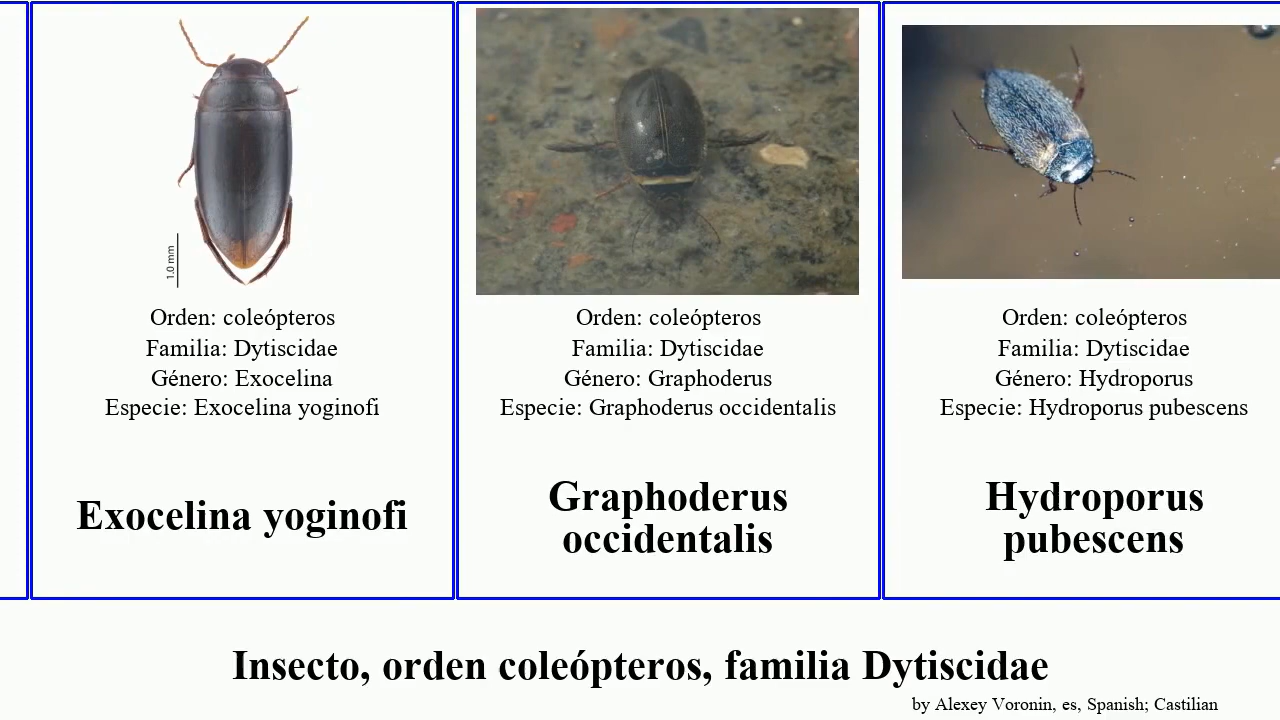 1.0 mm
Orden: coleópteros
Familia: Dytiscidae
Género: Exocelina
Especie: Exocelina yoginofi
Exocelina yoginofi
Orden: coleópteros
Familia: Dytiscidae
Género: Graphoderus
Especie: Graphoderus occidentalis
Graphoderus
occidentalis
Orden: coleópteros
Familia: Dytiscidae
Género: Hydroporus
Especie: Hydroporus pubescens
Hydroporus
pubescens
Insecto, orden coleópteros, familia Dytiscidae
by Alexey Voronin, es, Spanish; Castilian